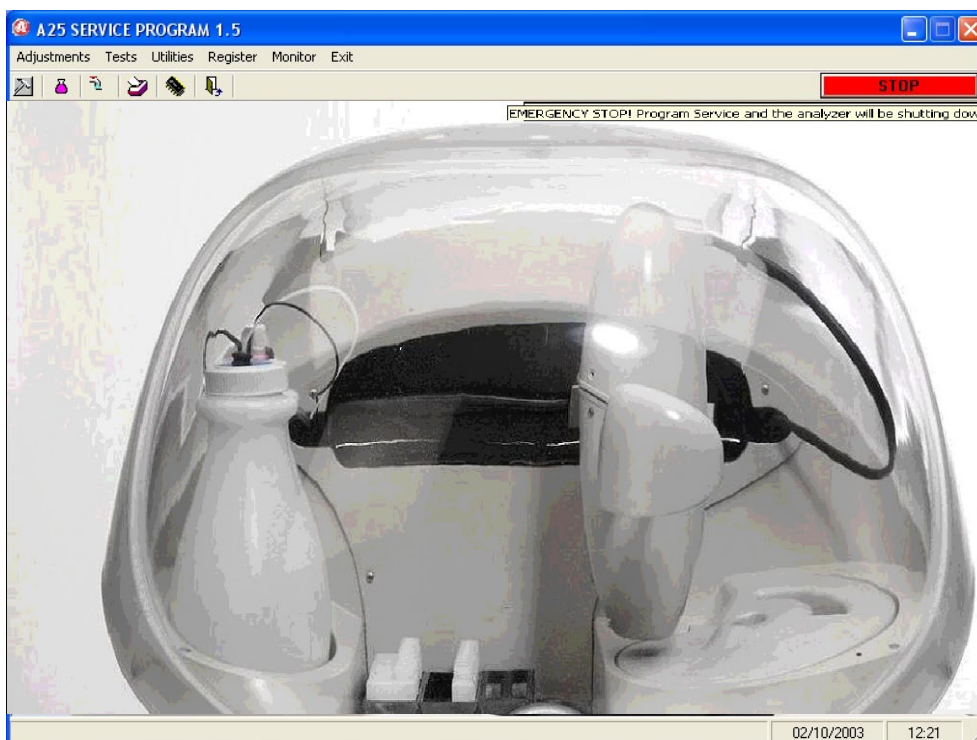 A25 SERVICE PROGRAM 1.5
Adjustments Tests Utilities Register Monitor Exit
STOP
EMERGENCY STOP! Program Service and the analyzer will be shutting dow
02/10/2003 12:21